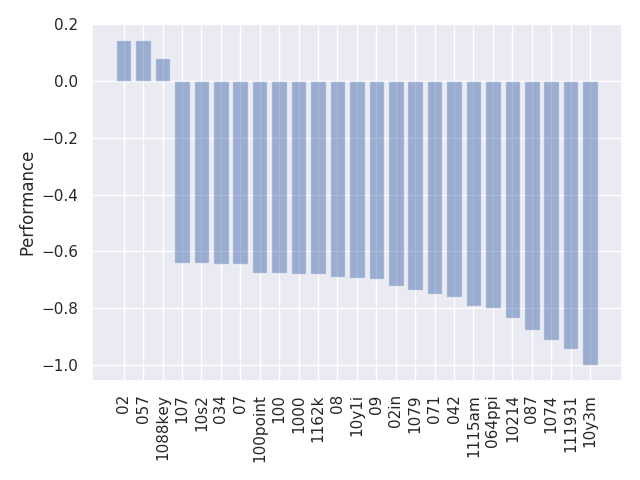 0.2
0.0
−0.2
−0.4
−0.6
−0.8
−1.0
Performance
02
057
1088key
107
10s2
034
07
100point
100
1000
1162k
08
10y1i
09
02in
1079
071
042
1115am
064ppi
10214
087
1074
111931
10y3m